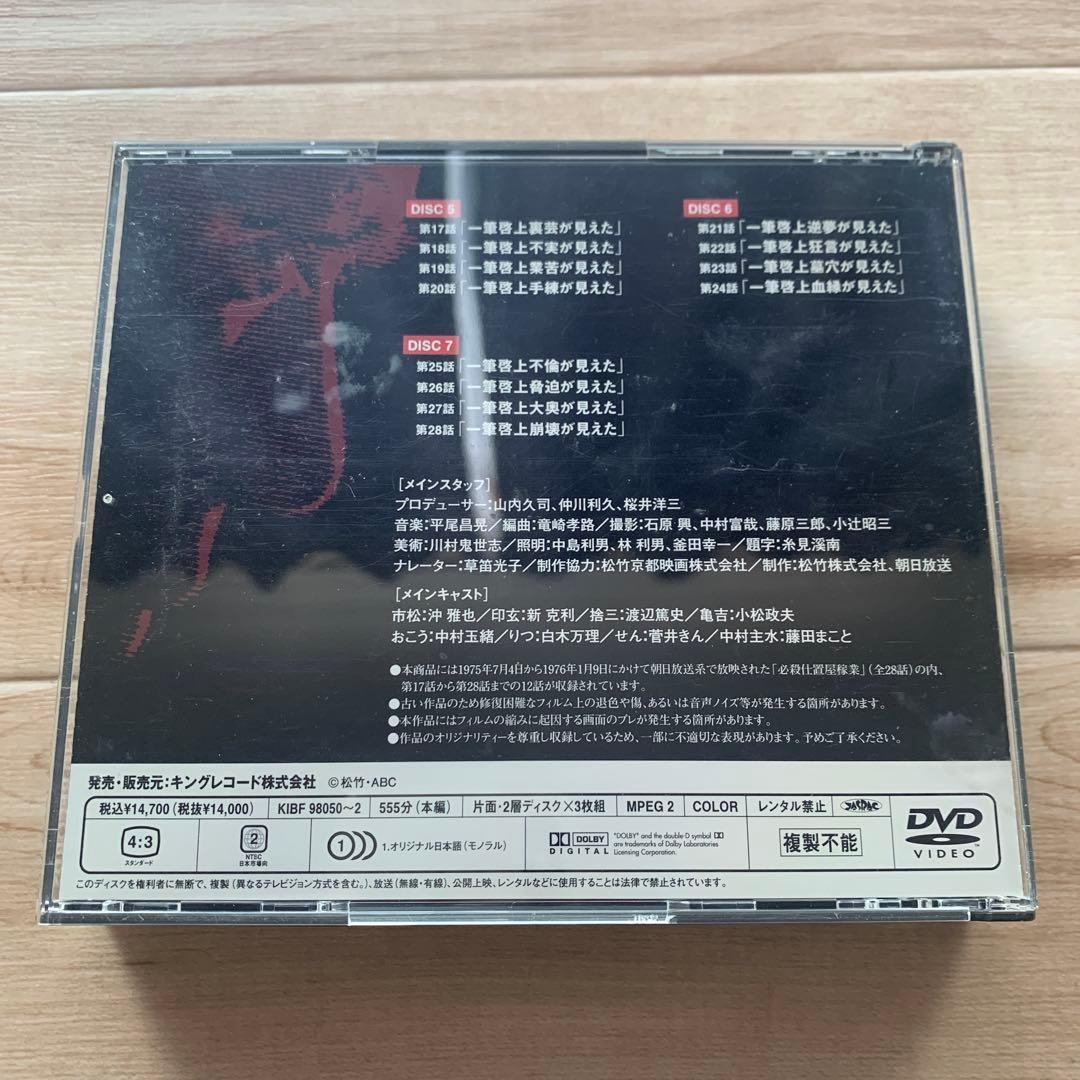 DISC 5
第17話「一筆啓上裏芸が見えた」
第18話「一筆啓上不実が見えた」
第19話「一筆啓上業苦が見えた」
第20話「一筆啓上手練が見えた」
DISC 6
第21話「一筆啓上逆夢が見えた」
第22話「一筆啓上狂言が見えた」
第23話「一筆啓上墓穴が見えた」
第24話「一筆啓上血縁が見えた」
DISC 7
第25話「一筆啓上不倫が見えた」
第26話「一筆啓上脅迫が見えた」
第27話「一筆啓上大奥が見えた」
第28話「一筆啓上崩壊が見えた」
[メインスタッフ]
プロデューサー:山内久司、仲川利久、桜井洋三
音楽:平尾昌晃/編曲:竜崎孝路/撮影:石原 興、中村富哉、藤原三郎、小辻昭三
美術:川村鬼世志/照明:中島利男、林 利男、釜田幸一/題字:糸見溪南
ナレーター:草笛光子/制作協力:松竹京都映画株式会社/制作:松竹株式会社、朝日放送
[メインキャスト]
市松:沖 雅也/印玄:新 克利/捨三:渡辺篤史/亀吉:小松政夫
おこう:中村玉緒/りつ:白木万理/せん:菅井きん/中村主水:藤田まこと
●本商品には1975年7月4日から1976年1月9日にかけて朝日放送系で放映された「必殺仕置屋稼業」(全28話)の内、
第17話から第28話までの12話が収録されています。
●古い作品のため修復困難なフィルム上の退色や傷、あるいは音声ノイズ等が発生する箇所があります。
●本作品にはフィルムの縮みに起因する画面のブレが発生する箇所があります。
●作品のオリジナリティーを尊重し収録しているため、一部に不適切な表現があります。予めご了承ください。
発売・販売元:キングレコード株式会社 ©松竹・ABC
税込¥14,700(税抜¥14,000) KIBF 98050~2 555分(本編) 片面・2層ディスク×3枚組 MPEG 2 COLOR レンタル禁止 JASRAC
4:3
スタンダード
2
NTSC
日本市場向
1. オリジナル日本語(モノラル)
DOLBY
DIGITAL
"DOLBY" and the double-D symbol
are trademarks of Dolby Laboratories
Licensing Corporation.
複製不能
DVD
VIDEO
このディスクを権利者に無断で、複製(異なるテレビジョン方式を含む。)、放送(無線・有線)、公開上映、レンタルなどに使用することは法律で禁止されています。